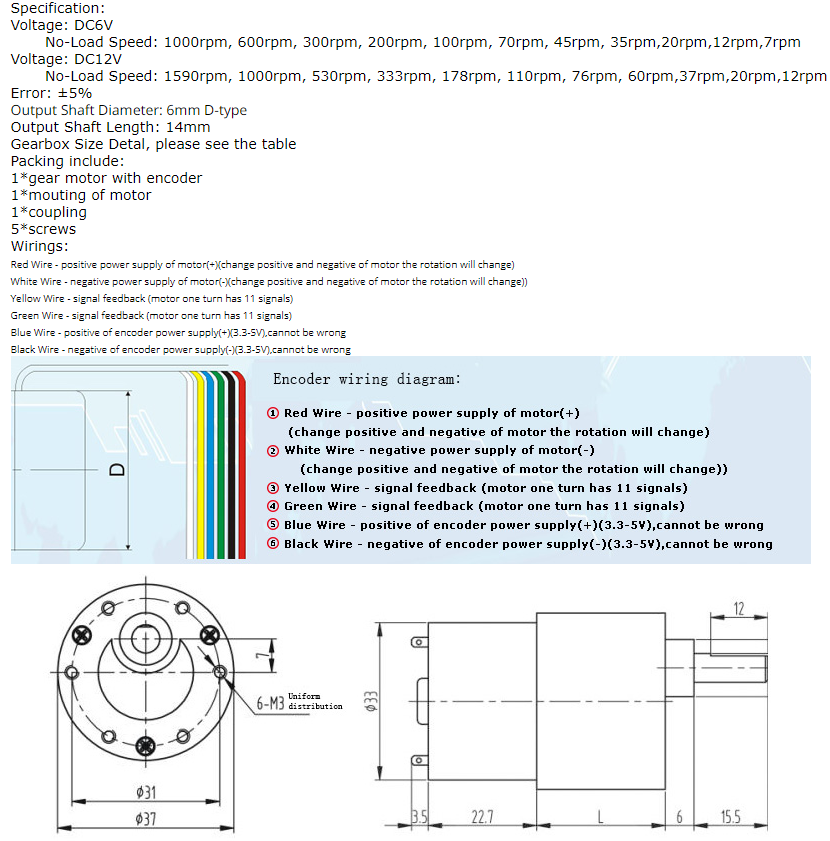 Specification:
Voltage: DC6V
No-Load Speed: 1000rpm, 600rpm, 300rpm, 200rpm, 100rpm, 70rpm, 45rpm, 35rpm,20rpm,12rpm,7rpm
Voltage: DC12V
No-Load Speed: 1590rpm, 1000rpm, 530rpm, 333rpm, 178rpm, 110rpm, 76rpm, 60rpm,37rpm,20rpm,12rpm
Error: ±5%
Output Shaft Diameter: 6mm D-type
Output Shaft Length: 14mm
Gearbox Size Detal, please see the table
Packing include:
1*gear motor with encoder
1*mouting of motor
1*coupling
5*screws
Wirings:
Red Wire - positive power supply of motor(+)(change positive and negative of motor the rotation will change)
White Wire - negative power supply of motor(-)(change positive and negative of motor the rotation will change))
Yellow Wire - signal feedback (motor one turn has 11 signals)
Green Wire - signal feedback (motor one turn has 11 signals)
Blue Wire - positive of encoder power supply(+)(3.3-5V),cannot be wrong
Black Wire - negative of encoder power supply(-)(3.3-5V),cannot be wrong
Encoder wiring diagram:
① Red Wire - positive power supply of motor(+)
(change positive and negative of motor the rotation will change)
② White Wire - negative power supply of motor(-)
(change positive and negative of motor the rotation will change))
③ Yellow Wire - signal feedback (motor one turn has 11 signals)
④ Green Wire - signal feedback (motor one turn has 11 signals)
⑤ Blue Wire - positive of encoder power supply(+)(3.3-5V),cannot be wrong
⑥ Black Wire - negative of encoder power supply(-)(3.3-5V),cannot be wrong
D
7
6-M3 Uniform
distribution
ϕ31
ϕ37
ϕ33
12
3.5
22.7
L
6
15.5